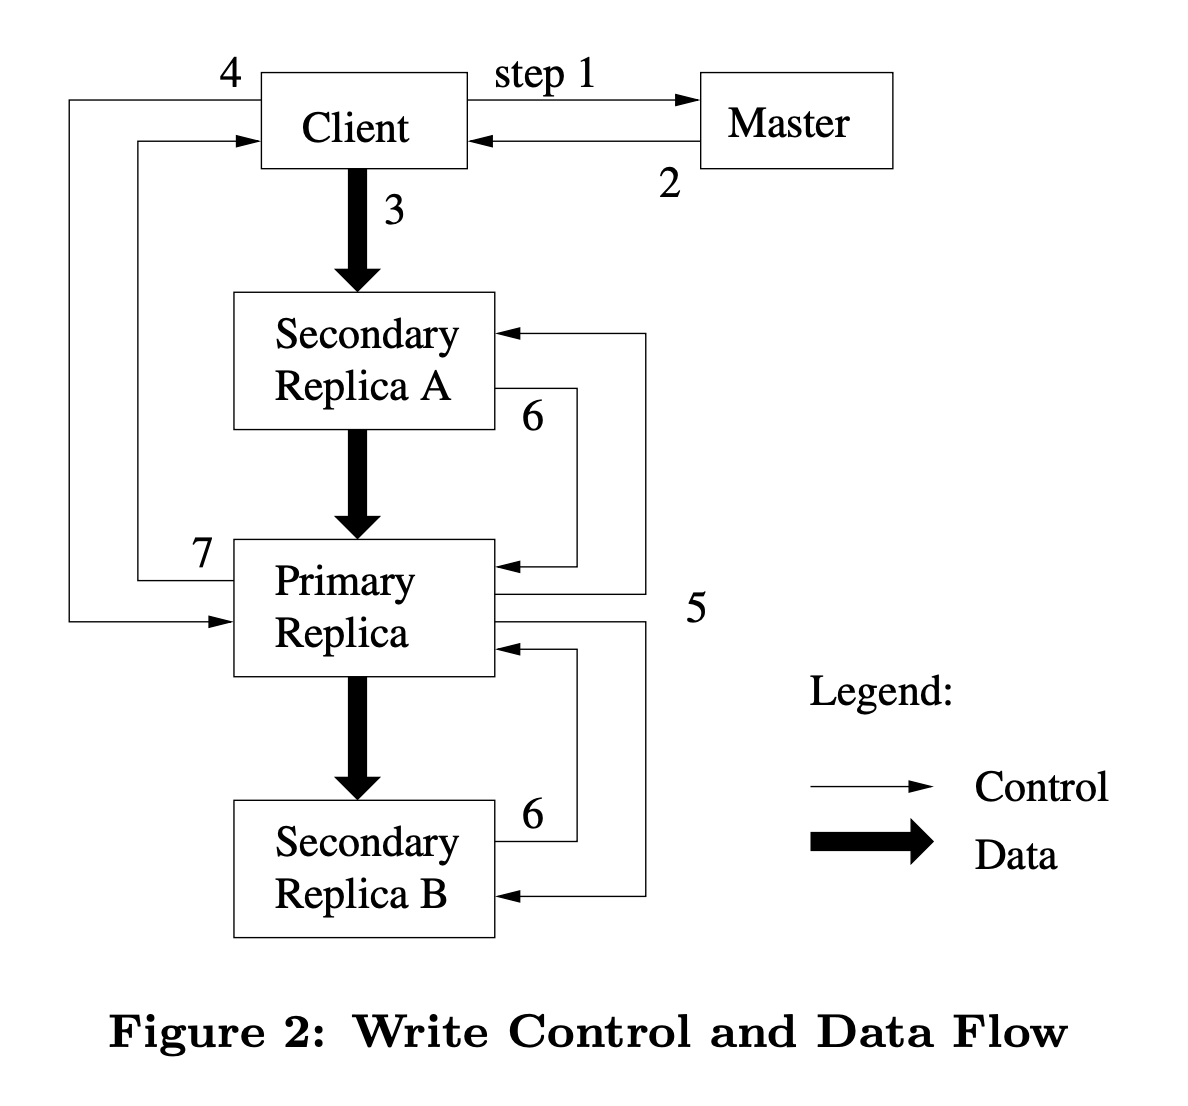 4
step 1
Client
Master
2
3
Secondary
Replica A
6
7
Primary
Replica
5
Legend:
Control
6
Secondary
Replica B
Data
Figure 2: Write Control and Data Flow